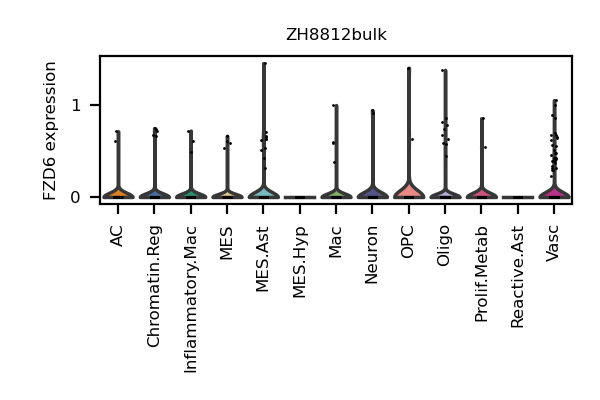 ZH8812bulk
FZD6 expression
1
0
AC
Chromatin.Reg
Inflammatory.Mac
MES
MES.Ast
MES.Hyp
Mac
Neuron
OPC
Oligo
Prolif.Metab
Reactive.Ast
Vasc